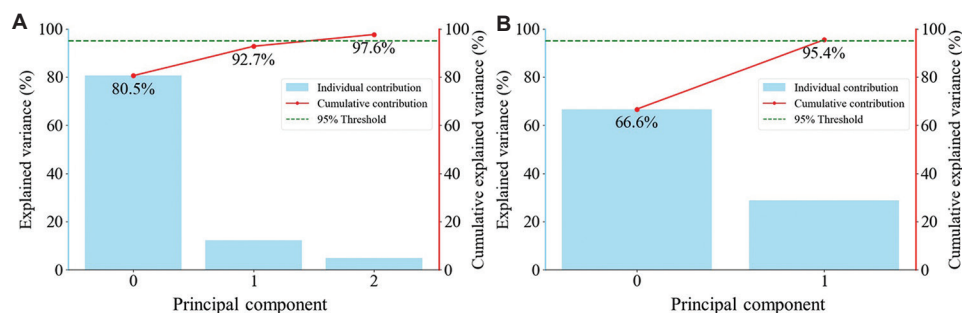 A
Explained variance (%)
100
80
60
40
20
0
80.5%
92.7%
97.6%
Individual contribution
Cumulative contribution
95% Threshold
0
1
2
Principal component
100
80
60
40
20
0
Cumulative explained variance (%)
B
Explained variance (%)
100
80
60
40
20
0
66.6%
95.4%
Individual contribution
Cumulative contribution
95% Threshold
0
1
Principal component
100
80
60
40
20
0
Cumulative explained variance (%)